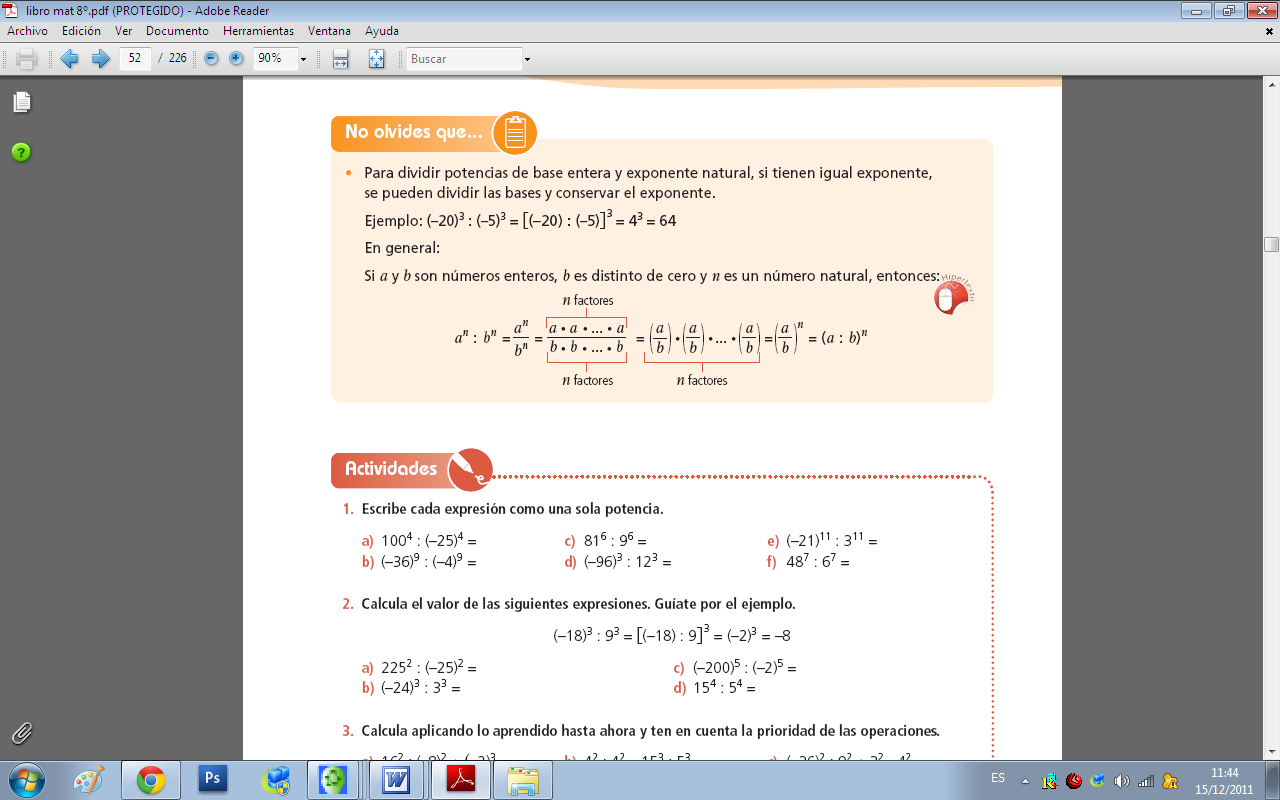 libro mat 8º.pdf (PROTEGIDO) - Adobe Reader
Archivo Edición Ver Documento Herramientas Ventana Ayuda
52 / 226 90% Buscar
No olvides que...
• Para dividir potencias de base entera y exponente natural, si tienen igual exponente,
se pueden dividir las bases y conservar el exponente.
Ejemplo: (–20)³ : (–5)³ = [(–20) : (–5)]³ = 4³ = 64
En general:
Si a y b son números enteros, b es distinto de cero y n es un número natural, entonces:
Hipertexto
n factores
aⁿ : bⁿ = aⁿ/bⁿ = (a • a • ... • a)/(b • b • ... • b) = (a/b) • (a/b) • ... • (a/b) = (a/b)ⁿ = (a : b)ⁿ
n factores n factores
Actividades
1. Escribe cada expresión como una sola potencia.
a) 100⁴ : (–25)⁴ = c) 81⁶ : 9⁶ = e) (–21)¹¹ : 3¹¹ =
b) (–36)⁹ : (–4)⁹ = d) (–96)³ : 12³ = f) 48⁷ : 6⁷ =
2. Calcula el valor de las siguientes expresiones. Guíate por el ejemplo.
(–18)³ : 9³ = [(–18) : 9]³ = (–2)³ = –8
a) 225² : (–25)² = c) (–200)⁵ : (–2)⁵ =
b) (–24)³ : 3³ = d) 15⁴ : 5⁴ =
3. Calcula aplicando lo aprendido hasta ahora y ten en cuenta la prioridad de las operaciones.
Ps W ES 11:44
15/12/2011